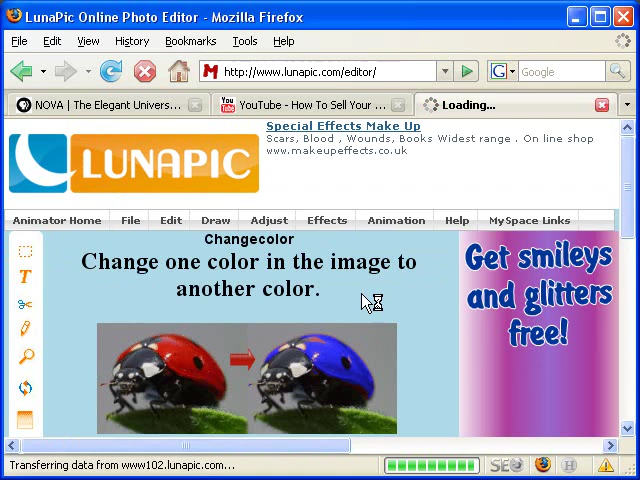 LunaPic Online Photo Editor - Mozilla Firefox
File Edit View History Bookmarks Tools Help
http://www.lunapic.com/editor/
G Google
NOVA | The Elegant Univers... YouTube - How To Sell Your ... Loading...
LUNAPIC
Special Effects Make Up
Scars, Blood , Wounds, Books Widest range . On line shop
www.makeupeffects.co.uk
Animator Home File Edit Draw Adjust Effects Animation Help MySpace Links
Changecolor
Change one color in the image to
another color.
Get smileys
and glitters
free!
Transferring data from www102.lunapic.com...